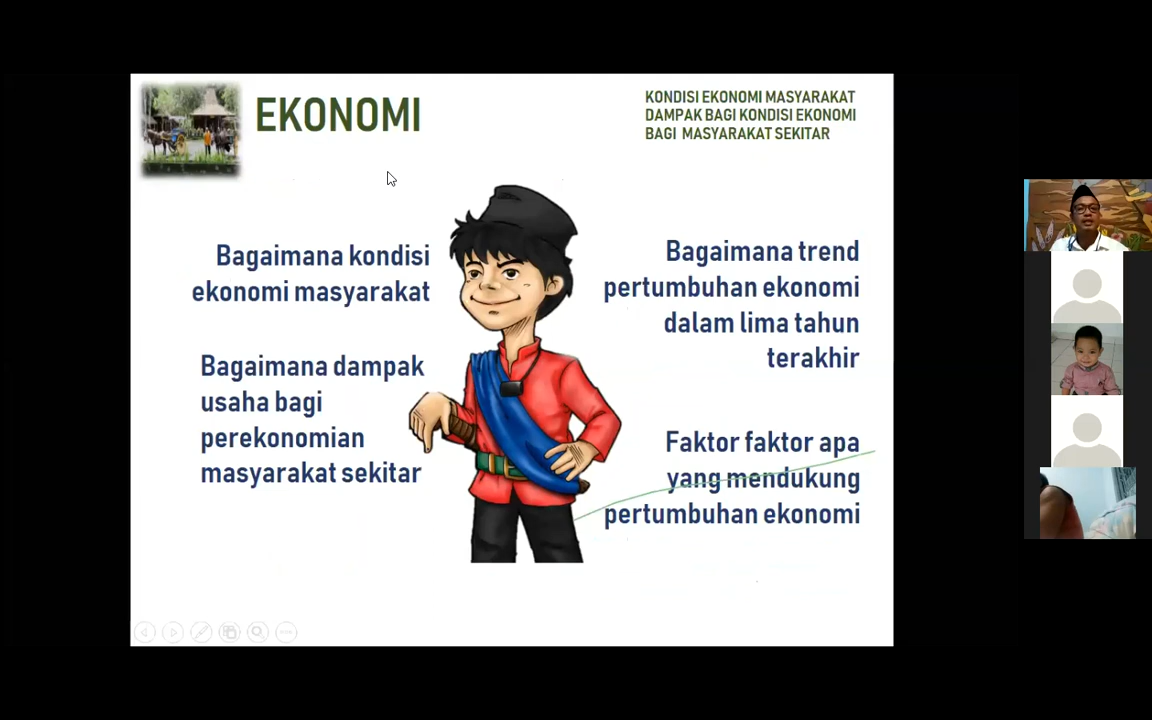 EKONOMI
KONDISI EKONOMI MASYARAKAT
DAMPAK BAGI KONDISI EKONOMI
BAGI MASYARAKAT SEKITAR
Bagaimana kondisi
ekonomi masyarakat
Bagaimana dampak
usaha bagi
perekonomian
masyarakat sekitar
Bagaimana trend
pertumbuhan ekonomi
dalam lima tahun
terakhir
Faktor faktor apa
yang mendukung
pertumbuhan ekonomi